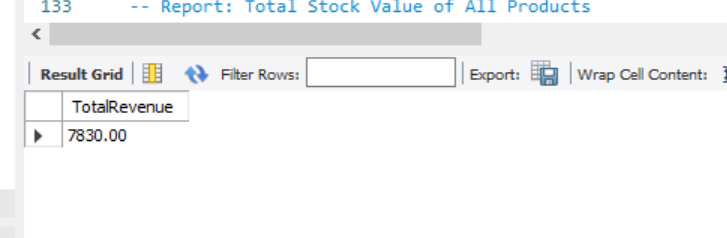 133 -- Report: Total Stock Value of All Products
Result Grid Filter Rows: Export: Wrap Cell Content:
TotalRevenue
7830.00